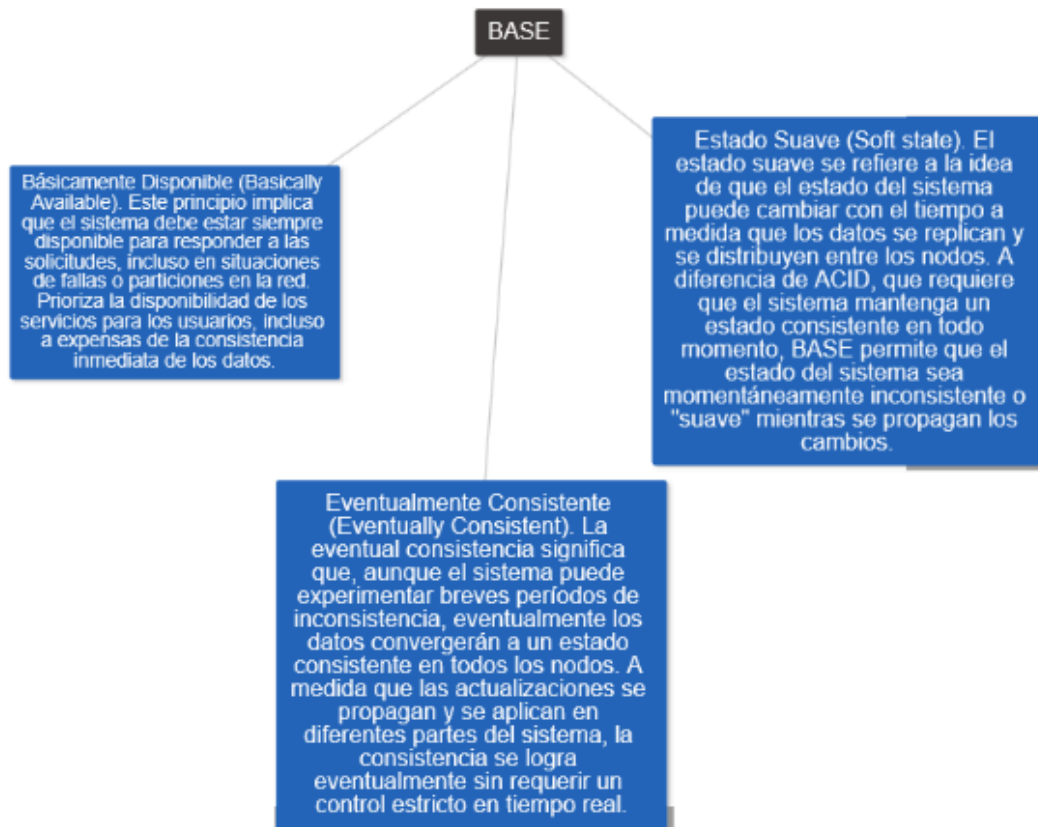 BASE
Básicamente Disponible (Basically
Available). Este principio implica
que el sistema debe estar siempre
disponible para responder a las
solicitudes, incluso en situaciones
de fallas o particiones en la red.
Prioriza la disponibilidad de los
servicios para los usuarios, incluso
a expensas de la consistencia
inmediata de los datos.
Estado Suave (Soft state). El
estado suave se refiere a la idea
de que el estado del sistema
puede cambiar con el tiempo a
medida que los datos se replican y
se distribuyen entre los nodos. A
diferencia de ACID, que requiere
que el sistema mantenga un
estado consistente en todo
momento, BASE permite que el
estado del sistema sea
momentáneamente inconsistente o
"suave" mientras se propagan los
cambios.
Eventualmente Consistente
(Eventually Consistent). La
eventual consistencia significa
que, aunque el sistema puede
experimentar breves períodos de
inconsistencia, eventualmente los
datos convergerán a un estado
consistente en todos los nodos. A
medida que las actualizaciones se
propagan y se aplican en
diferentes partes del sistema, la
consistencia se logra
eventualmente sin requerir un
control estricto en tiempo real.